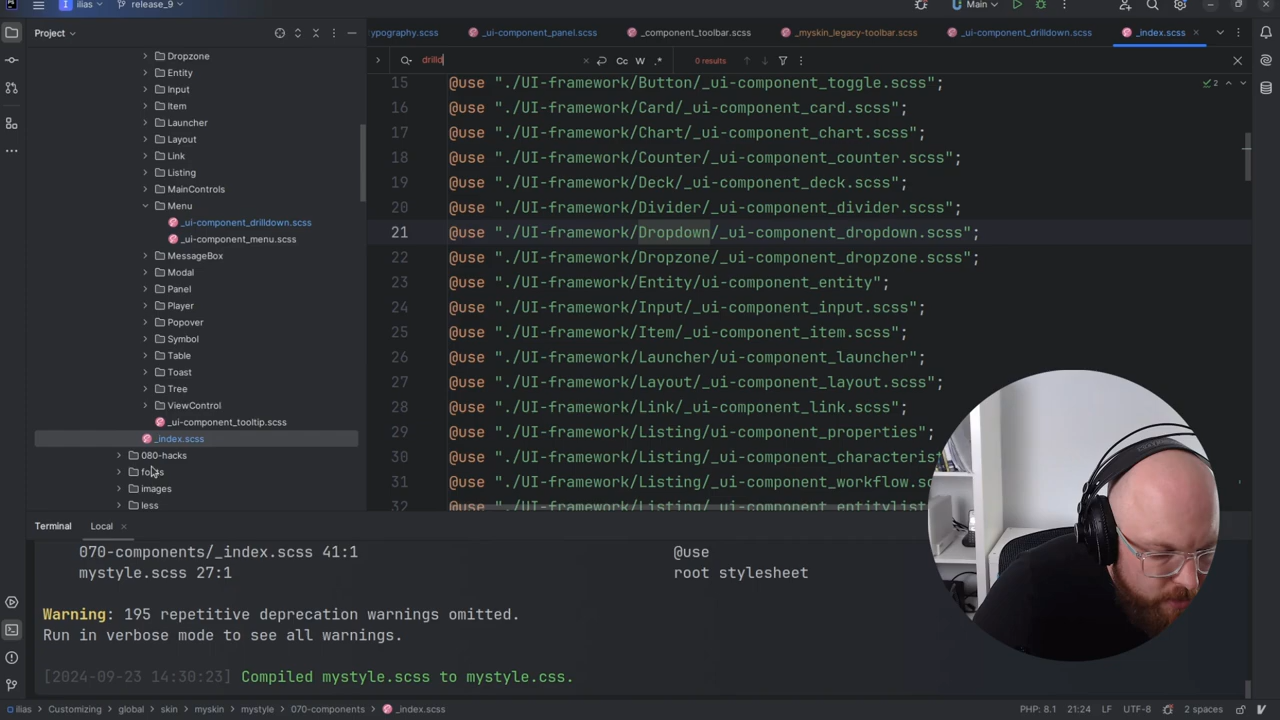 ilias
release_9
Main
Project
ypography.scss
_ui-component_panel.scss
_component_toolbar.scss
_myskin_legacy-toolbar.scss
_ui-component_drilldown.scss
_index.scss
drilld
Cc
W
.*
0 results
2
Dropzone
Entity
Input
Item
Launcher
Layout
Link
Listing
MainControls
Menu
_ui-component_drilldown.scss
_ui-component_menu.scss
MessageBox
Modal
Panel
Player
Popover
Symbol
Table
Toast
Tree
ViewControl
_ui-component_tooltip.scss
_index.scss
080-hacks
fonts
images
less
15 @use "./UI-framework/Button/_ui-component_toggle.scss";
16 @use "./UI-framework/Card/_ui-component_card.scss";
17 @use "./UI-framework/Chart/_ui-component_chart.scss";
18 @use "./UI-framework/Counter/_ui-component_counter.scss";
19 @use "./UI-framework/Deck/_ui-component_deck.scss";
20 @use "./UI-framework/Divider/_ui-component_divider.scss";
21 @use "./UI-framework/Dropdown/_ui-component_dropdown.scss";
22 @use "./UI-framework/Dropzone/_ui-component_dropzone.scss";
23 @use "./UI-framework/Entity/ui-component_entity";
24 @use "./UI-framework/Input/_ui-component_input.scss";
25 @use "./UI-framework/Item/_ui-component_item.scss";
26 @use "./UI-framework/Launcher/ui-component_launcher";
27 @use "./UI-framework/Layout/_ui-component_layout.scss";
28 @use "./UI-framework/Link/_ui-component_link.scss";
29 @use "./UI-framework/Listing/ui-component_properties";
30 @use "./UI-framework/Listing/_ui-component_characterist
31 @use "./UI-framework/Listing/_ui-component_workflow.sc
32 @use "./UI-framework/Listing/_ui-component_entitylist
Terminal
Local
070-components/_index.scss 41:1 @use
mystyle.scss 27:1 root stylesheet
Warning: 195 repetitive deprecation warnings omitted.
Run in verbose mode to see all warnings.
[2024-09-23 14:30:23] Compiled mystyle.scss to mystyle.css.
ilias > Customizing > global > skin > myskin > mystyle > 070-components > _index.scss
PHP: 8.1
21:24
LF
UTF-8
2 spaces